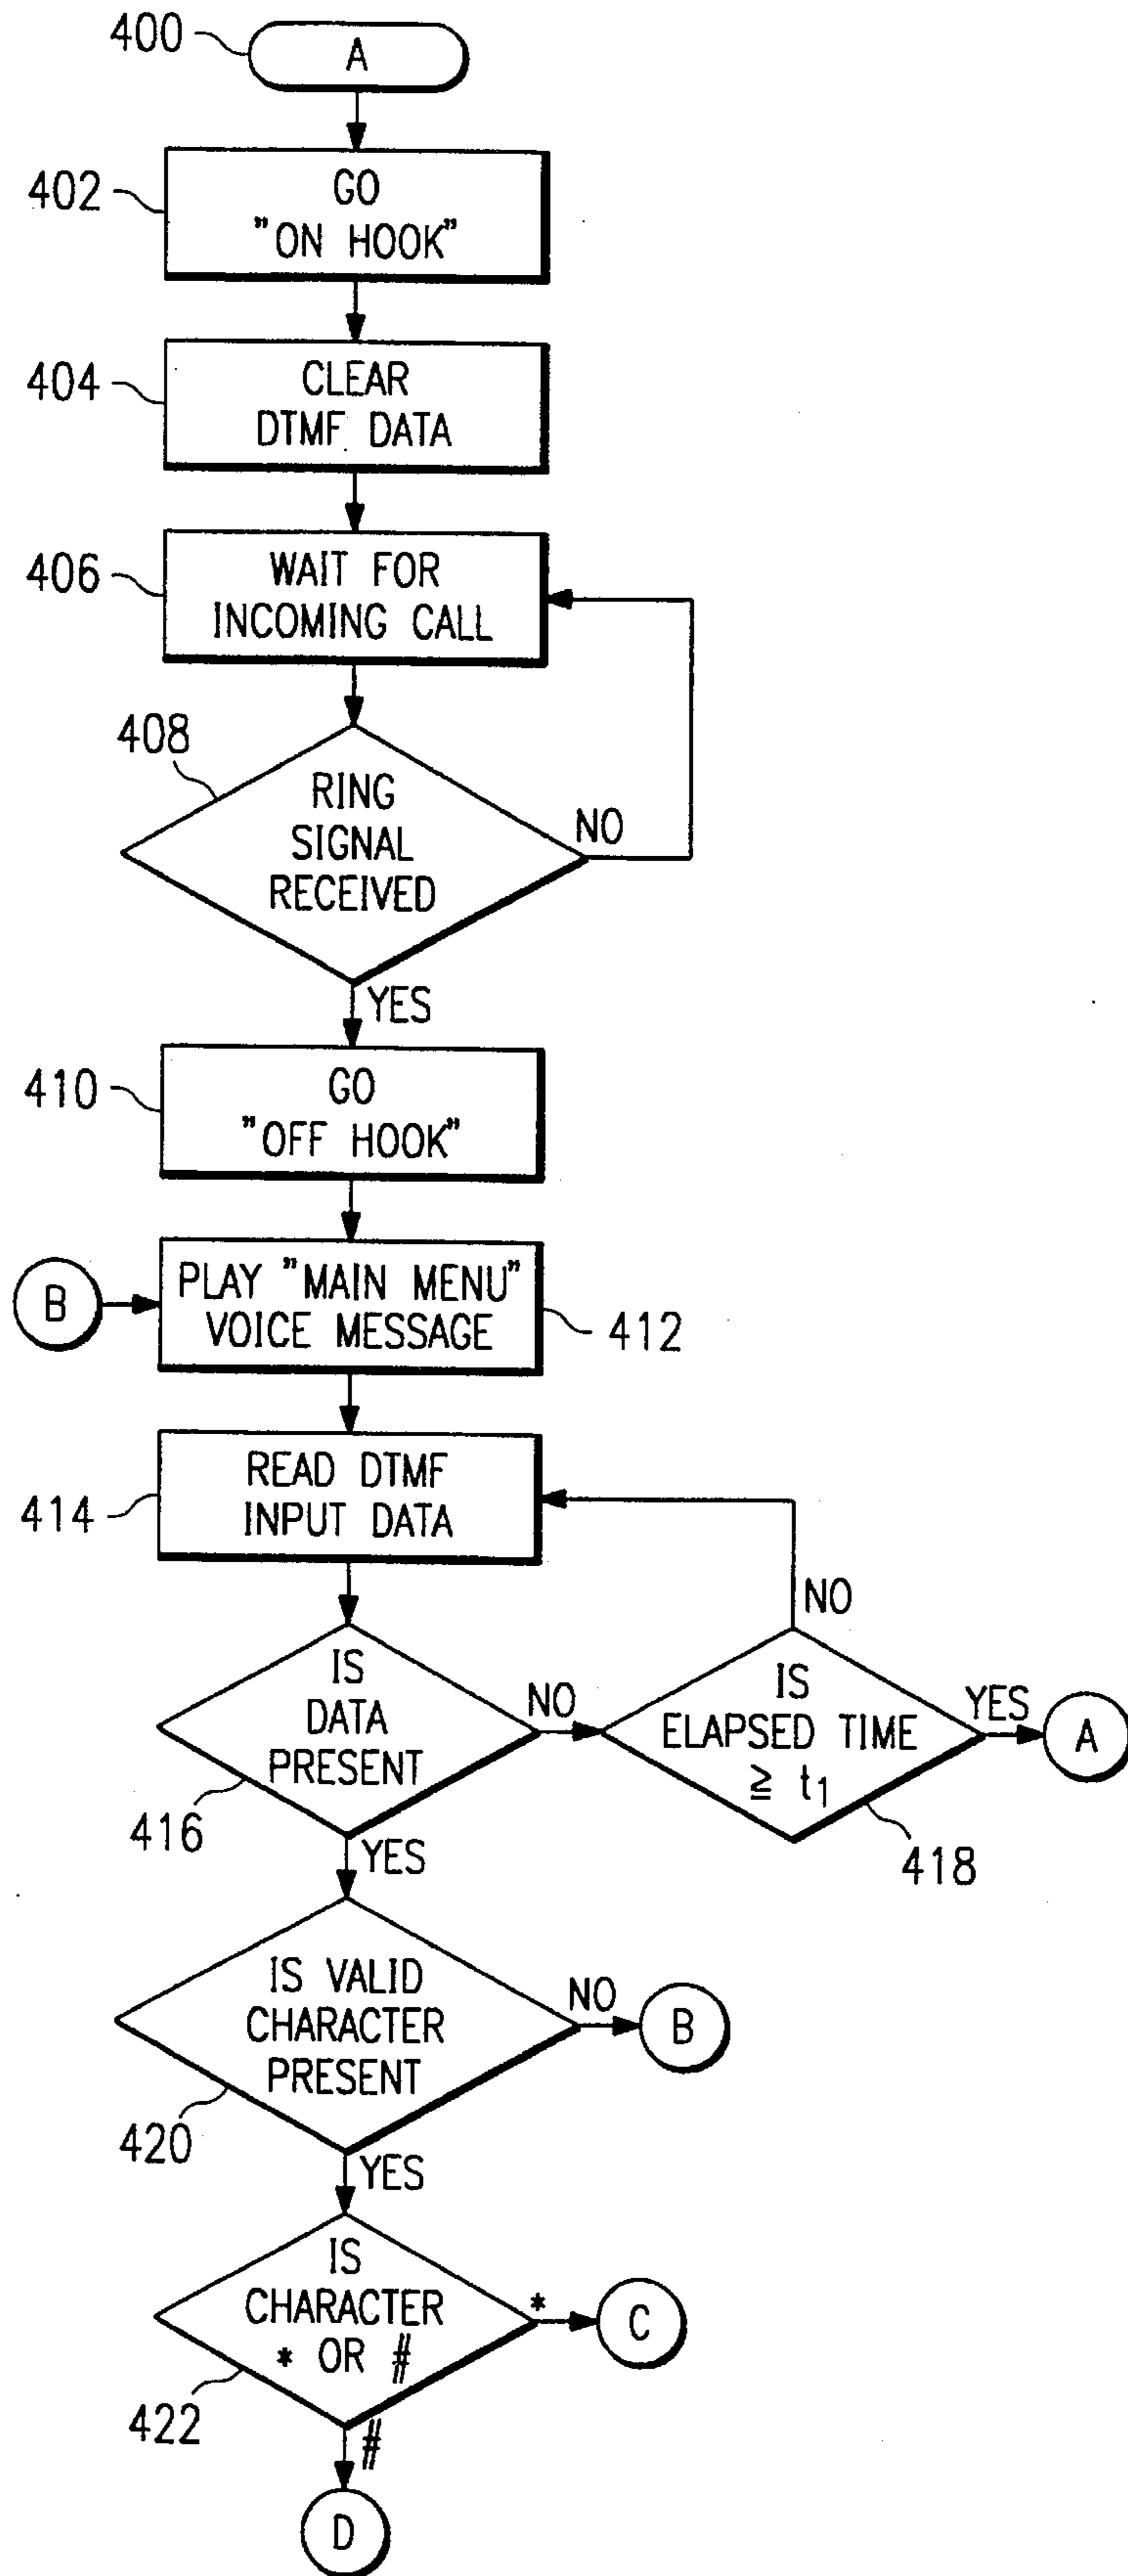 400
A
402
GO
"ON HOOK"
404
CLEAR
DTMF DATA
406
WAIT FOR
INCOMING CALL
408
RING
SIGNAL
RECEIVED
NO
YES
410
GO
"OFF HOOK"
B
PLAY "MAIN MENU"
VOICE MESSAGE
412
414
READ DTMF
INPUT DATA
NO
IS
DATA
PRESENT
NO
IS
ELAPSED TIME
≧ t₁
YES
A
416
418
YES
IS VALID
CHARACTER
PRESENT
NO
B
420
YES
IS
CHARACTER
* OR #
*
C
422
#
D